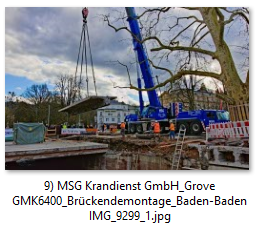 9) MSG Krandienst GmbH_Grove
GMK6400_Brückendemontage_Baden-Baden
IMG_9299_1.jpg